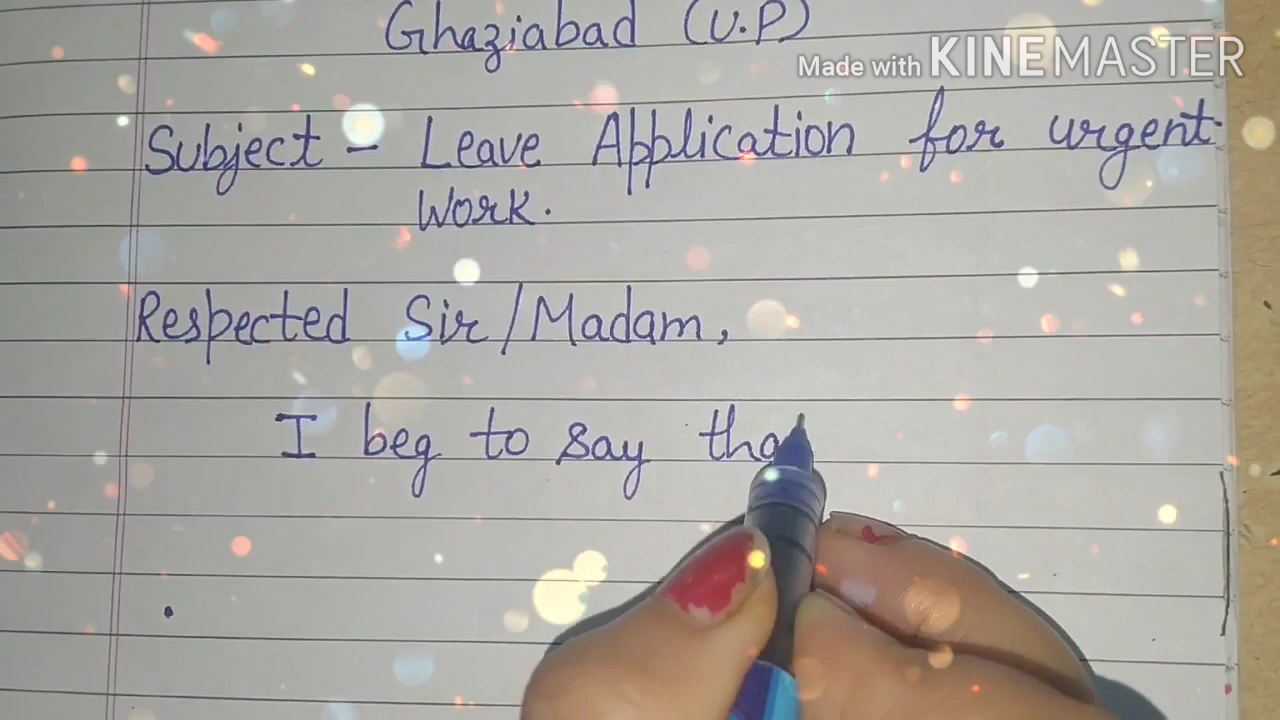 Ghaziabad (U.P)
Made with KINEMASTER
Subject - Leave Application for urgent
Work.
Respected Sir/Madam,
I beg to say tha